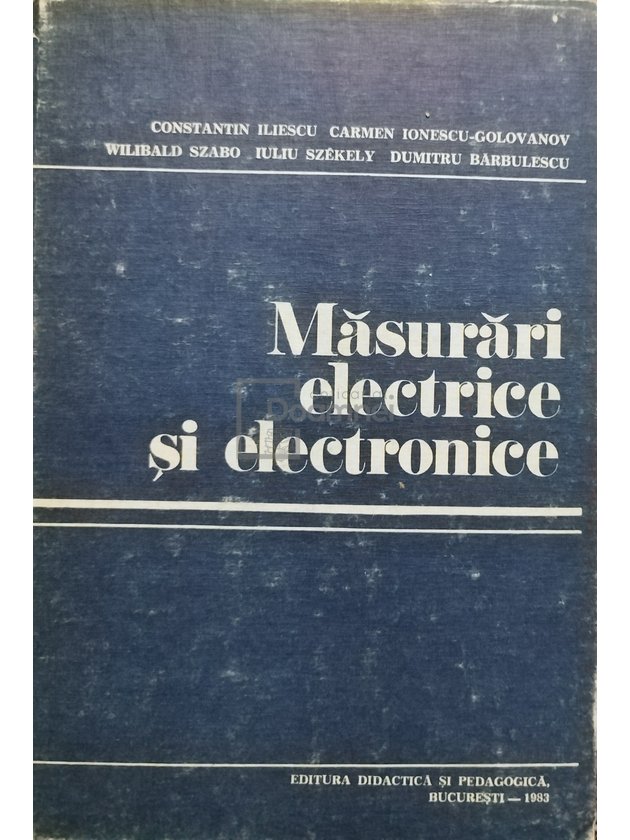 CONSTANTIN ILIESCU CARMEN IONESCU-GOLOVANOV
WILIBALD SZABO IULIU SZÉKELY DUMITRU BĂRBULESCU
Măsurări
electrice
și electronice
Doamnei
EDITURA DIDACTICĂ ȘI PEDAGOGICĂ,
BUCUREȘTI — 1983